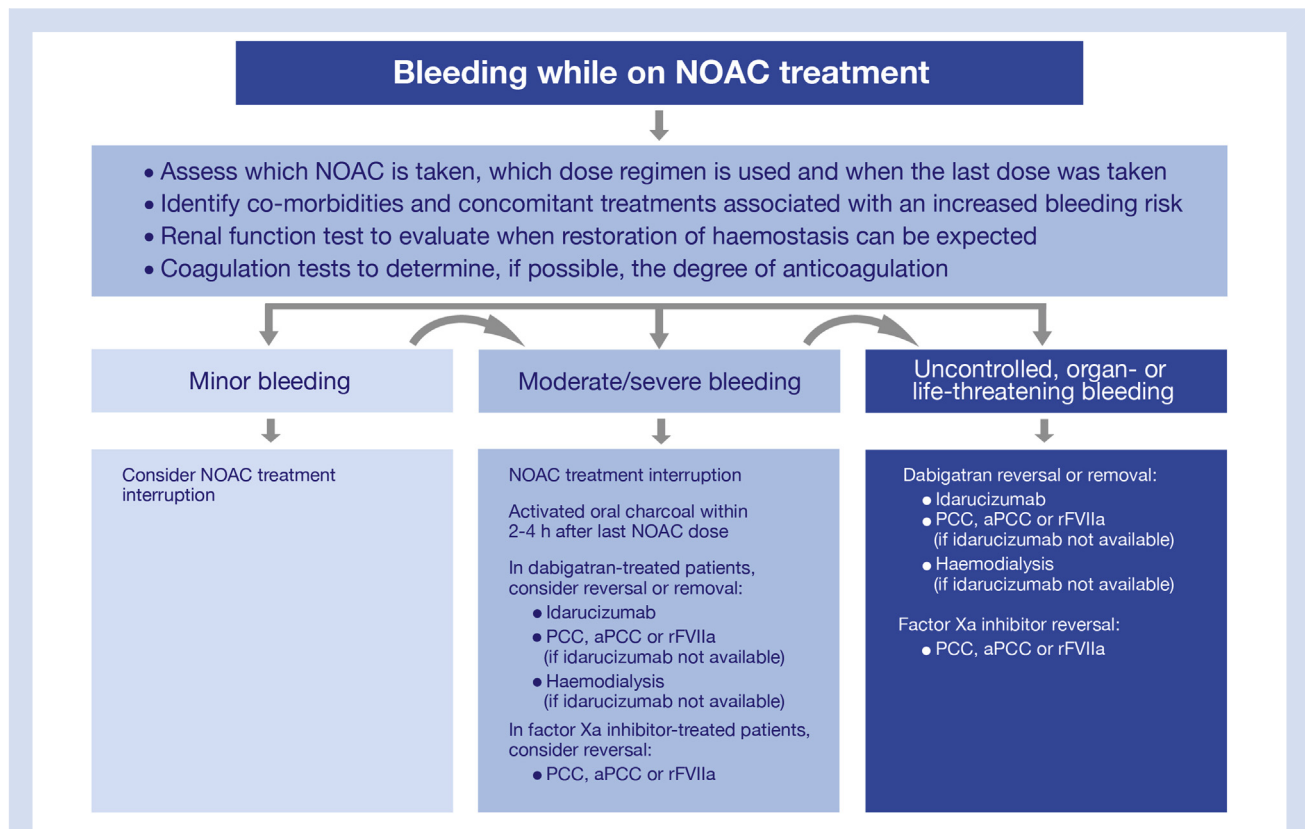 Bleeding while on NOAC treatment
• Assess which NOAC is taken, which dose regimen is used and when the last dose was taken
• Identify co-morbidities and concomitant treatments associated with an increased bleeding risk
• Renal function test to evaluate when restoration of haemostasis can be expected
• Coagulation tests to determine, if possible, the degree of anticoagulation
Minor bleeding
Consider NOAC treatment
interruption
Moderate/severe bleeding
NOAC treatment interruption
Activated oral charcoal within
2-4 h after last NOAC dose
In dabigatran-treated patients,
consider reversal or removal:
• Idarucizumab
• PCC, aPCC or rFVIIa
(if idarucizumab not available)
• Haemodialysis
(if idarucizumab not available)
In factor Xa inhibitor-treated patients,
consider reversal:
• PCC, aPCC or rFVIIa
Uncontrolled, organ- or
life-threatening bleeding
Dabigatran reversal or removal:
• Idarucizumab
• PCC, aPCC or rFVIIa
(if idarucizumab not available)
• Haemodialysis
(if idarucizumab not available)
Factor Xa inhibitor reversal:
• PCC, aPCC or rFVIIa